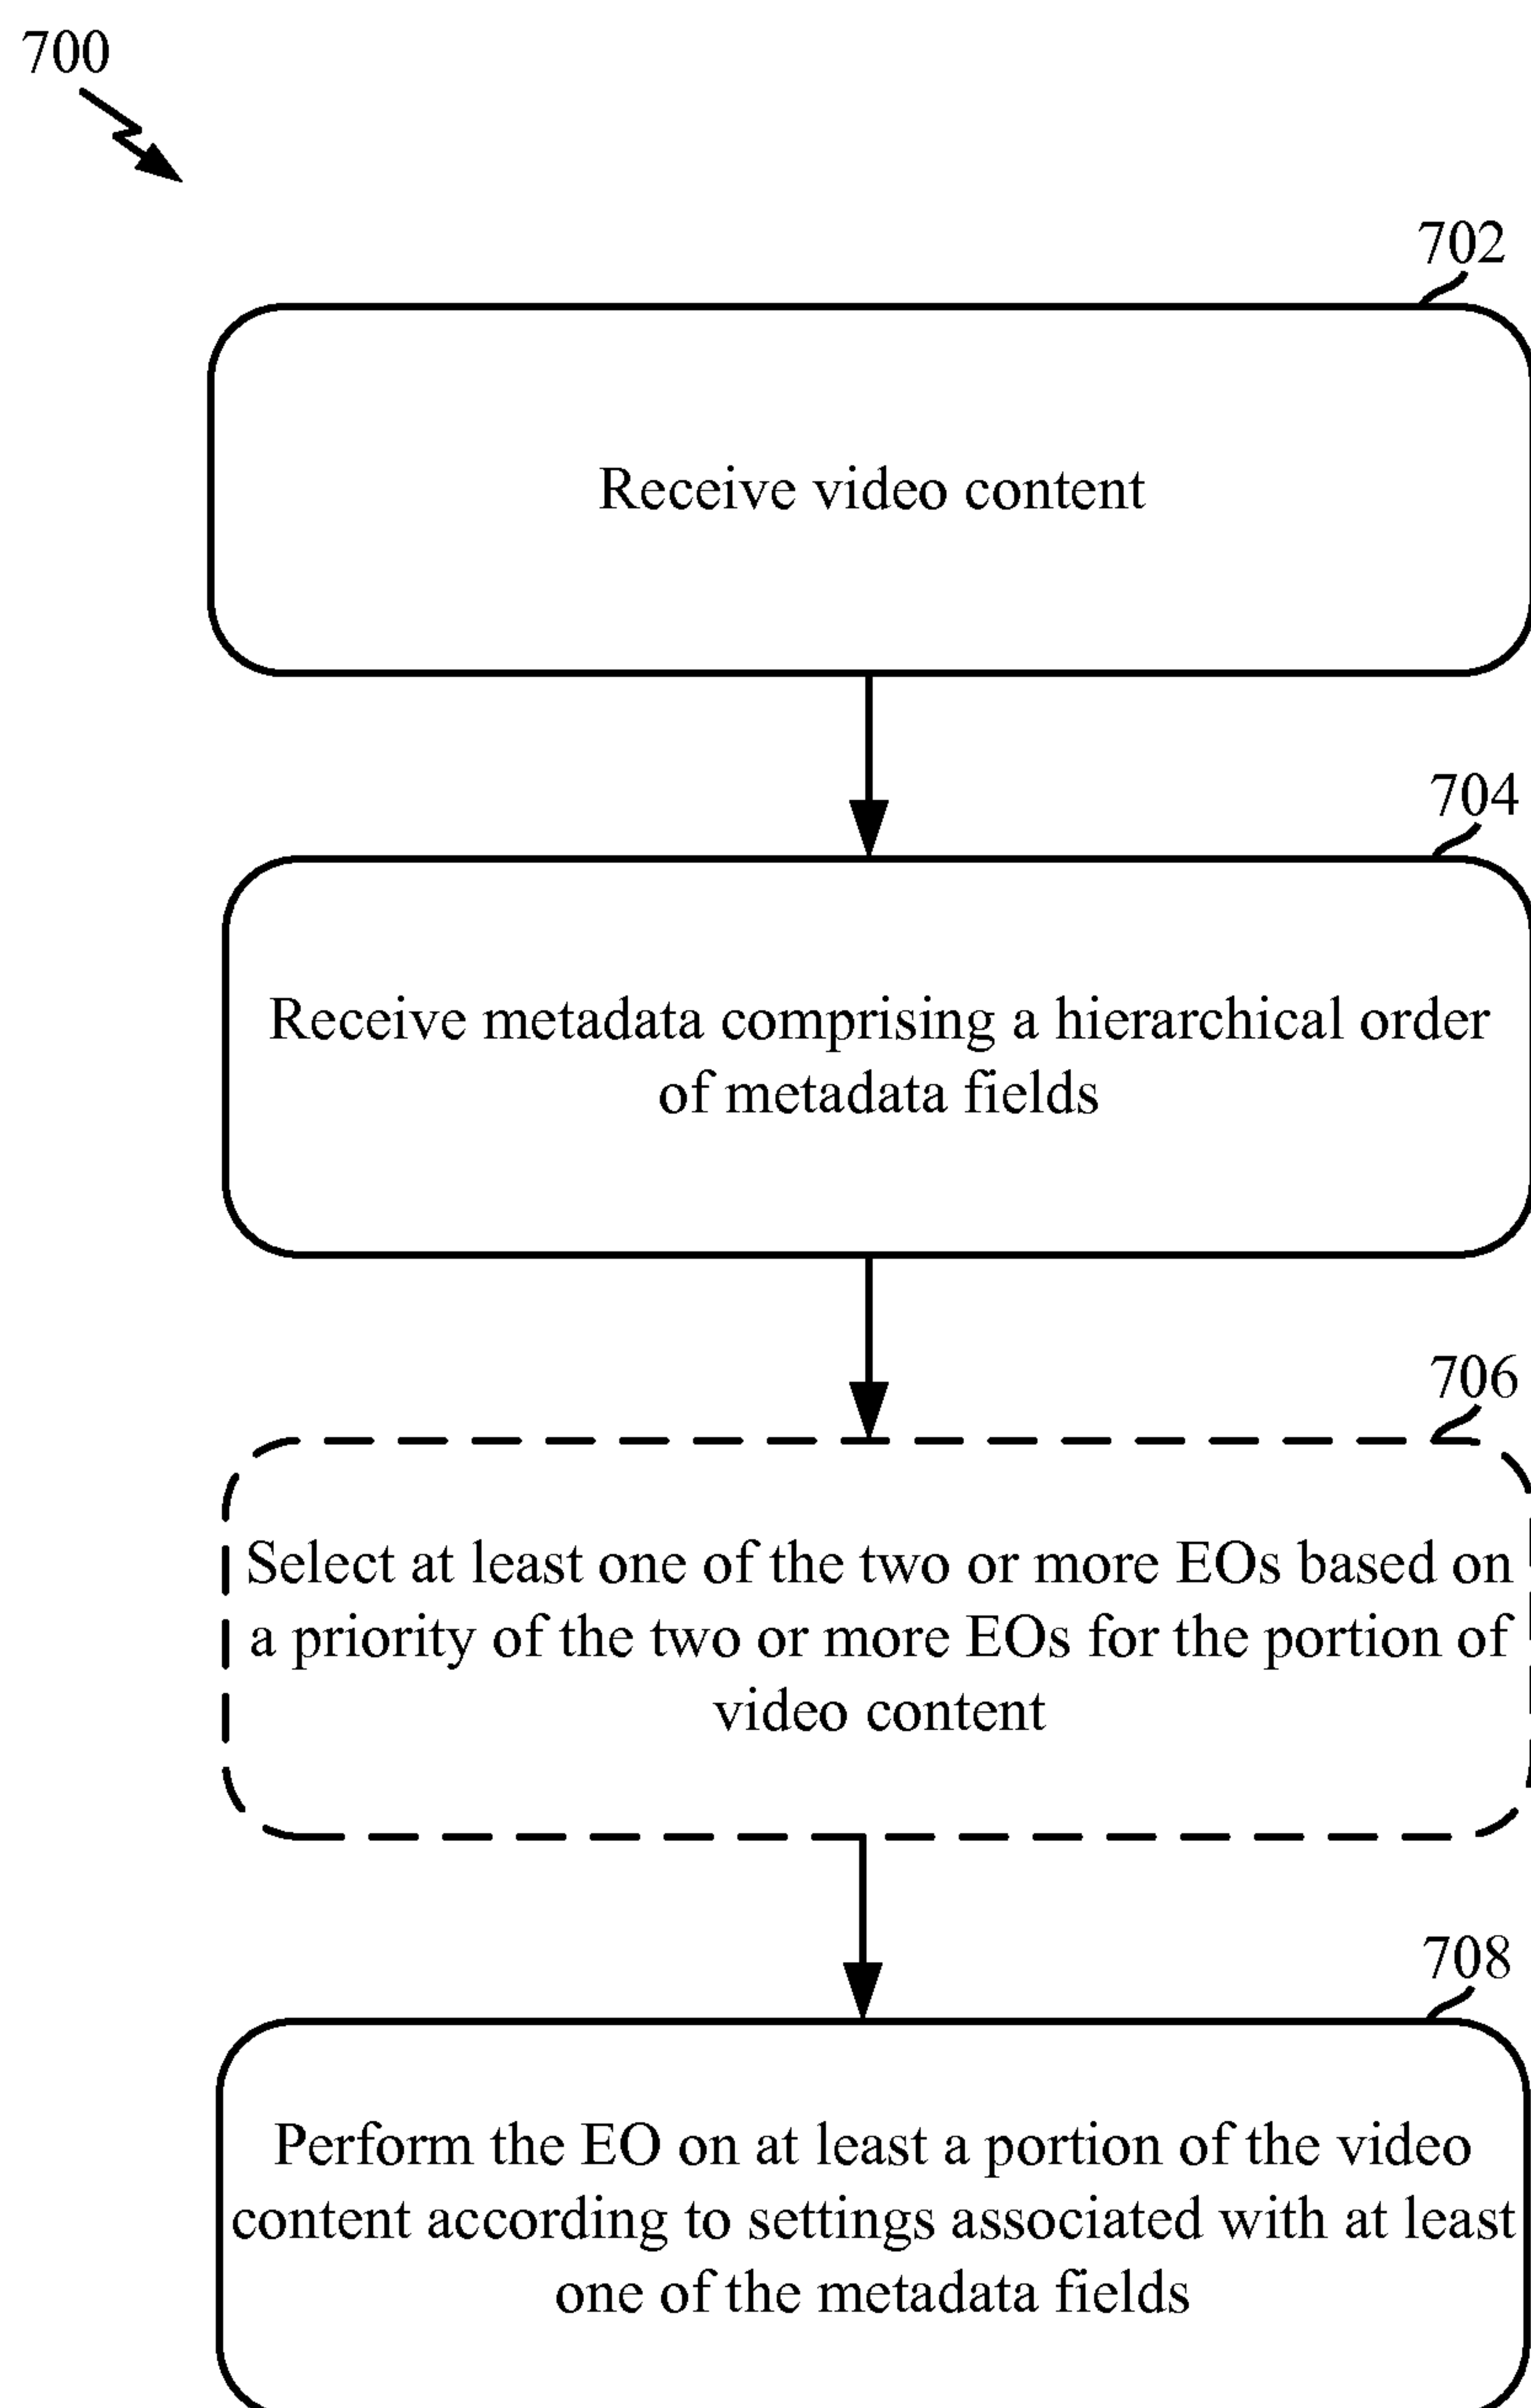 700
702
Receive video content
704
Receive metadata comprising a hierarchical order
of metadata fields
706
Select at least one of the two or more EOs based on
a priority of the two or more EOs for the portion of
video content
708
Perform the EO on at least a portion of the video
content according to settings associated with at least
one of the metadata fields